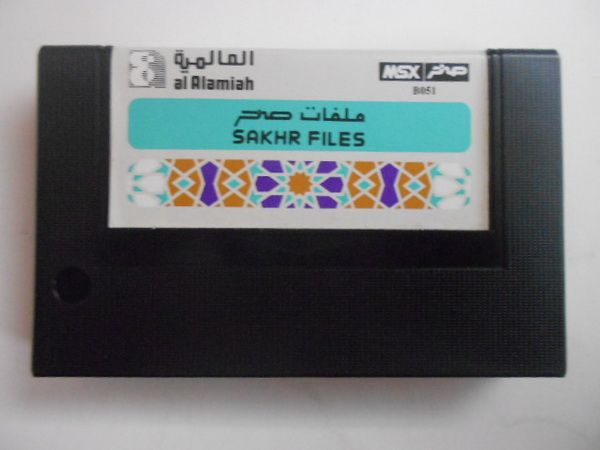 العالمية
al Alamiah
MSX صخر
B051
ملفات صخر
SAKHR FILES